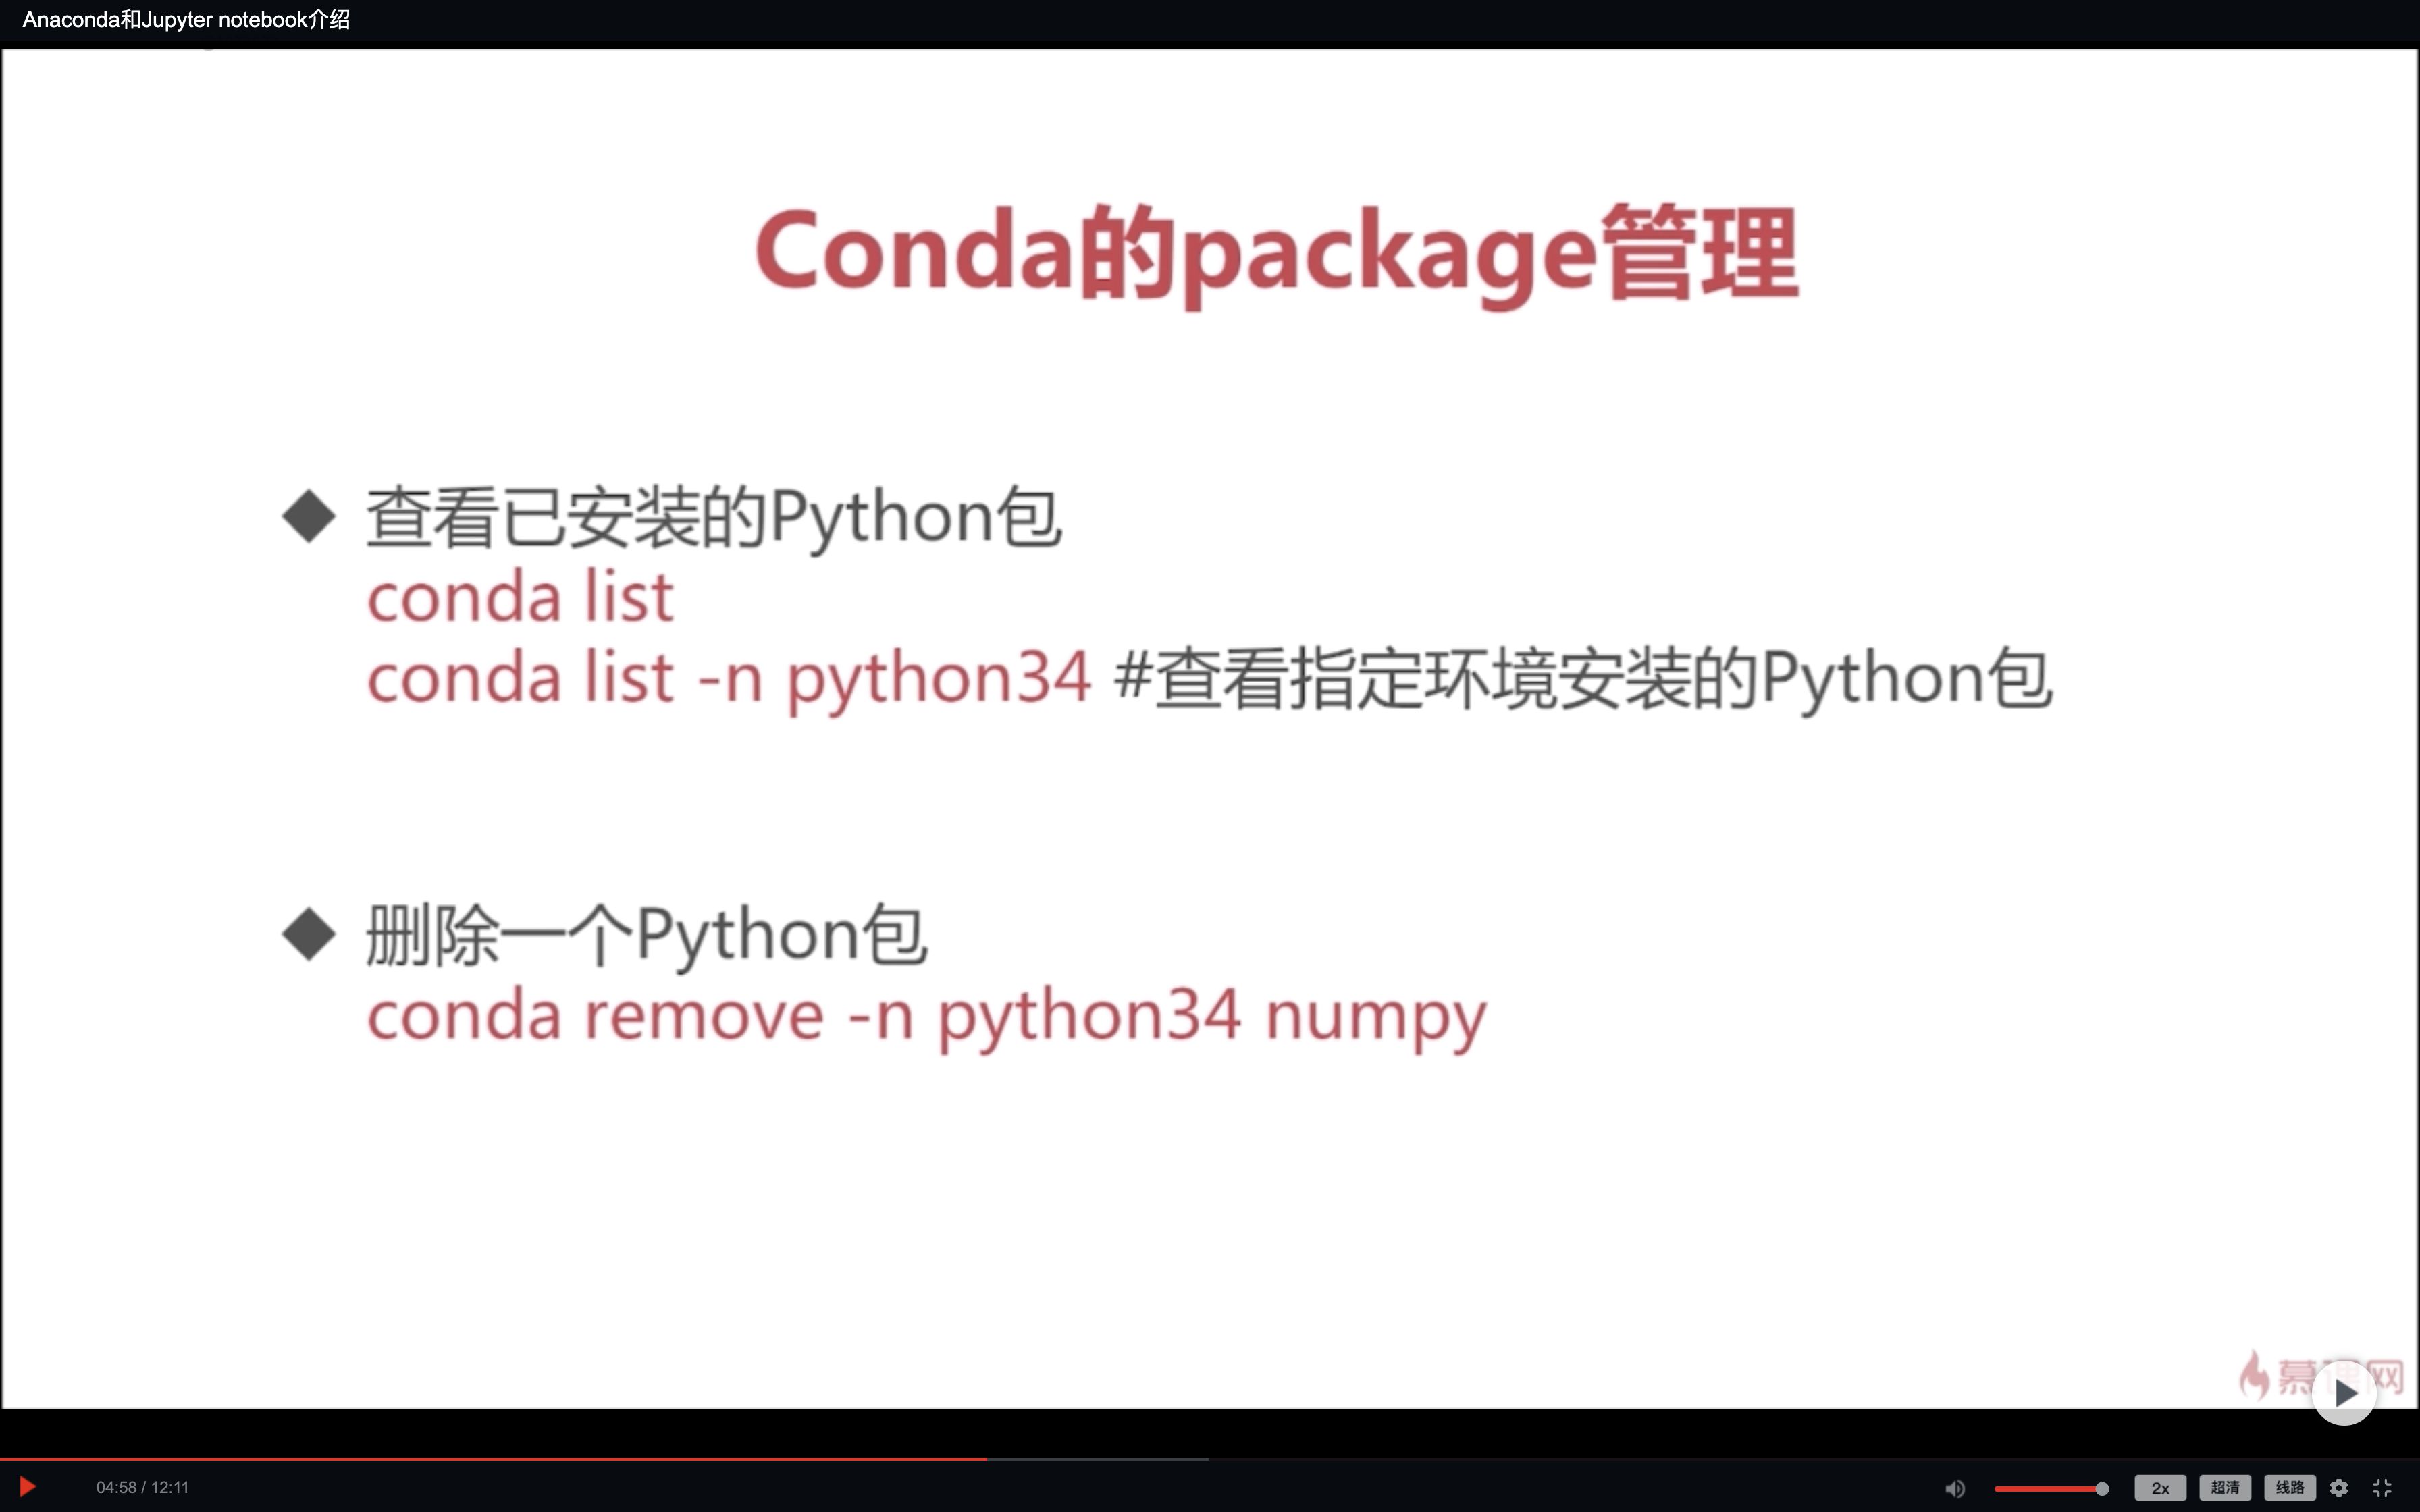 Anaconda和Jupyter notebook介绍
Conda的package管理
◆ 查看已安装的Python包
conda list
conda list -n python34 #查看指定环境安装的Python包
◆ 删除一个Python包
conda remove -n python34 numpy
慕课网
04:58 / 12:11
2x
超清
线路